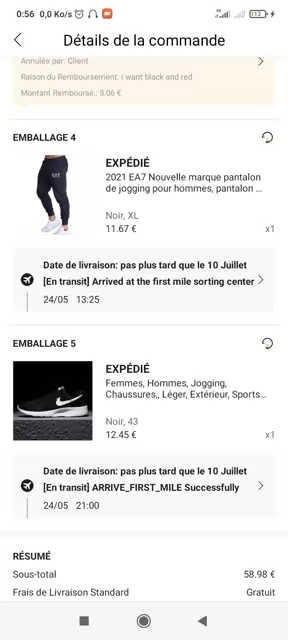 0:56 0,0 Ko/s
Détails de la commande
Annulée par: Client
Raison du Remboursement: i want black and red
Montant Remboursé.: 8.06 €
EMBALLAGE 4
EXPÉDIÉ
2021 EA7 Nouvelle marque pantalon
de jogging pour hommes, pantalon ...
Noir, XL
11.67 € x1
Date de livraison: pas plus tard que le 10 Juillet
[En transit] Arrived at the first mile sorting center
24/05 13:25
EMBALLAGE 5
EXPÉDIÉ
Femmes, Hommes, Jogging,
Chaussures,, Léger, Extérieur, Sports...
Noir, 43
12.45 € x1
Date de livraison: pas plus tard que le 10 Juillet
[En transit] ARRIVE_FIRST_MILE Successfully
24/05 21:00
RÉSUMÉ
Sous-total 58.98 €
Frais de Livraison Standard Gratuit